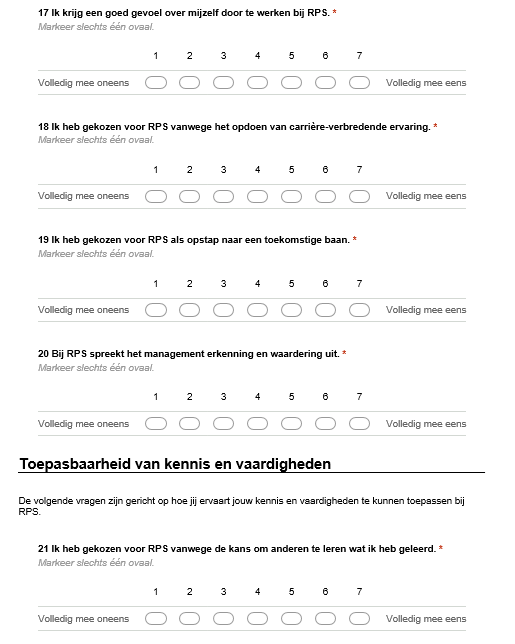 17 Ik krijg een goed gevoel over mijzelf door te werken bij RPS. *
Markeer slechts één ovaal.
1 2 3 4 5 6 7
Volledig mee oneens Volledig mee eens
18 Ik heb gekozen voor RPS vanwege het opdoen van carrière-verbredende ervaring. *
Markeer slechts één ovaal.
1 2 3 4 5 6 7
Volledig mee oneens Volledig mee eens
19 Ik heb gekozen voor RPS als opstap naar een toekomstige baan. *
Markeer slechts één ovaal.
1 2 3 4 5 6 7
Volledig mee oneens Volledig mee eens
20 Bij RPS spreekt het management erkenning en waardering uit. *
Markeer slechts één ovaal.
1 2 3 4 5 6 7
Volledig mee oneens Volledig mee eens
Toepasbaarheid van kennis en vaardigheden
De volgende vragen zijn gericht op hoe jij ervaart jouw kennis en vaardigheden te kunnen toepassen bij
RPS.
21 Ik heb gekozen voor RPS vanwege de kans om anderen te leren wat ik heb geleerd. *
Markeer slechts één ovaal.
1 2 3 4 5 6 7
Volledig mee oneens Volledig mee eens